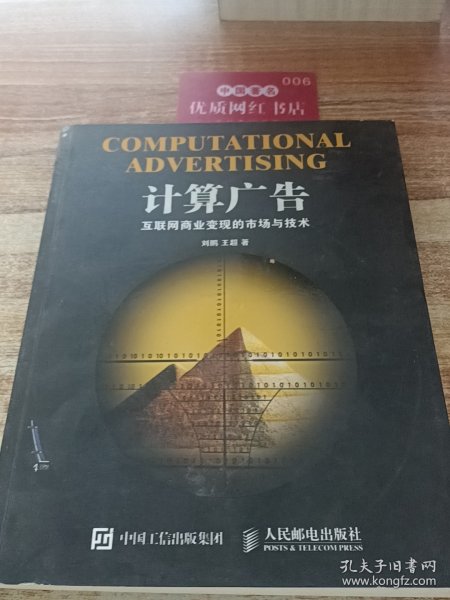 006
中国著名
优质网红书店
COMPUTATIONAL
ADVERTISING
计算广告
互联网商业变现的市场与技术
刘鹏 王超 著
中国工信出版集团
人民邮电出版社
POSTS & TELECOM PRESS
孔夫子旧书网
www.kongfz.com